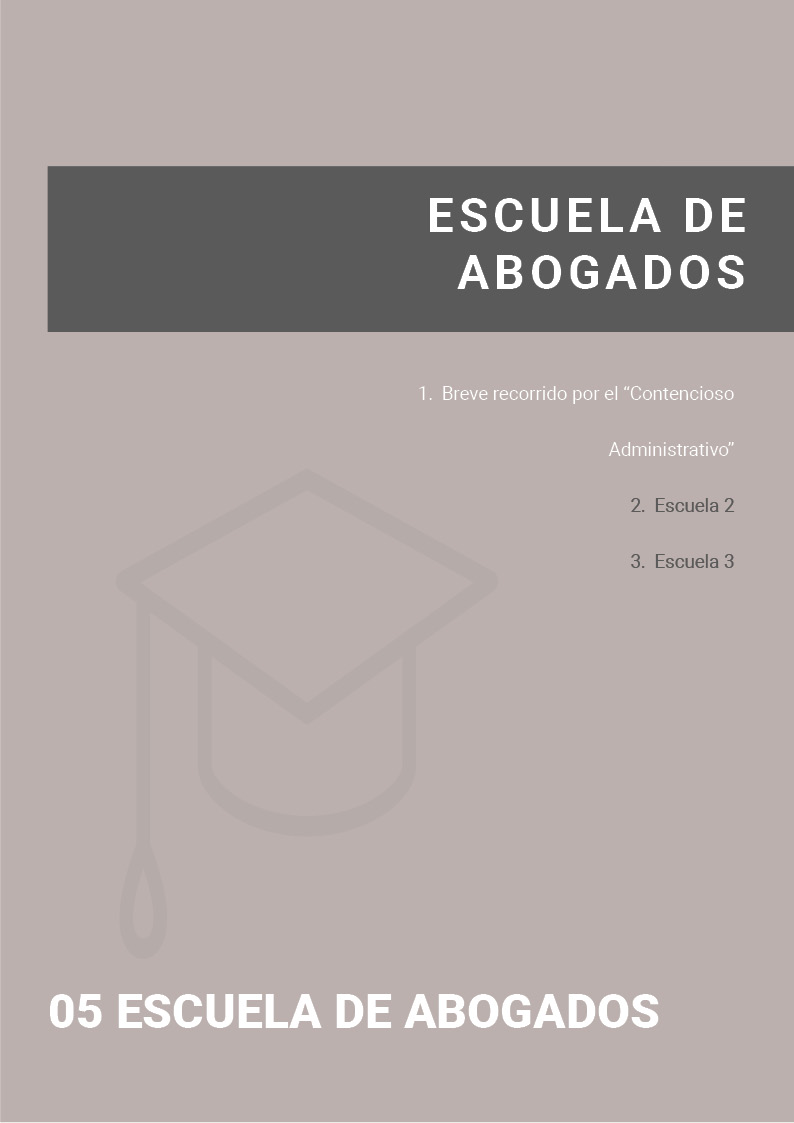 ESCUELA DE
ABOGADOS
1. Breve recorrido por el “Contencioso
Administrativo”
2. Escuela 2
3. Escuela 3
05 ESCUELA DE ABOGADOS